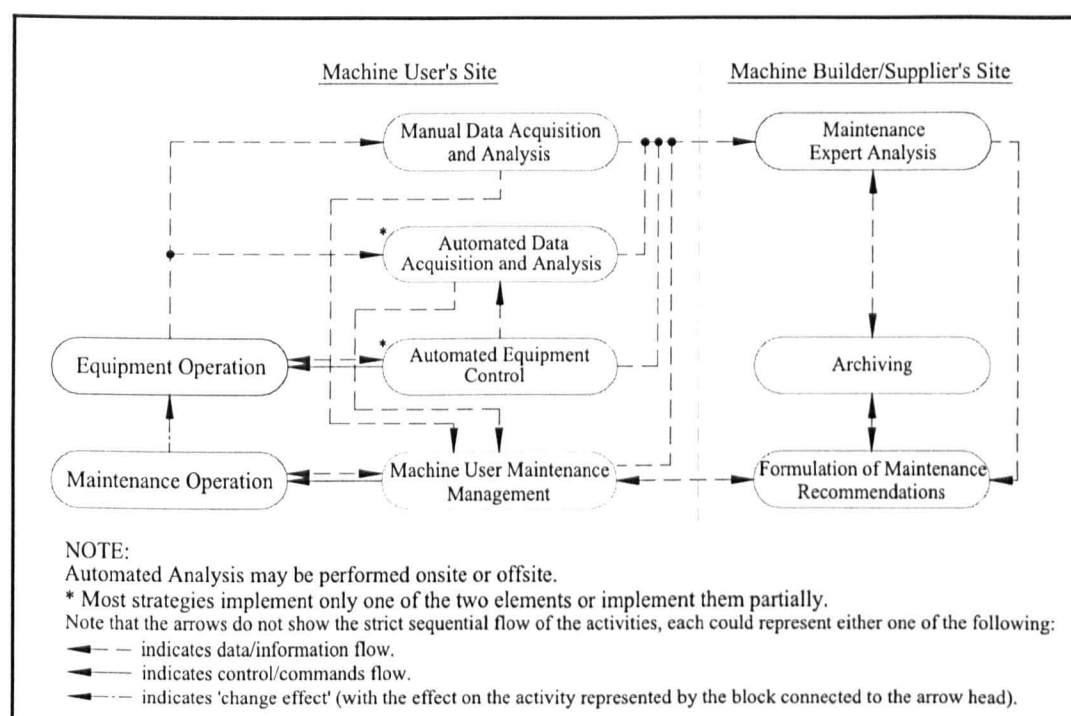 Machine User's Site
Machine Builder/Supplier's Site
Manual Data Acquisition
and Analysis
Maintenance
Expert Analysis
*
Automated Data
Acquisition and Analysis
Equipment Operation
*
Automated Equipment
Control
Archiving
Maintenance Operation
Machine User Maintenance
Management
Formulation of Maintenance
Recommendations
NOTE:
Automated Analysis may be performed onsite or offsite.
* Most strategies implement only one of the two elements or implement them partially.
Note that the arrows do not show the strict sequential flow of the activities, each could represent either one of the following:
indicates data/information flow.
indicates control/commands flow.
indicates 'change effect' (with the effect on the activity represented by the block connected to the arrow head).